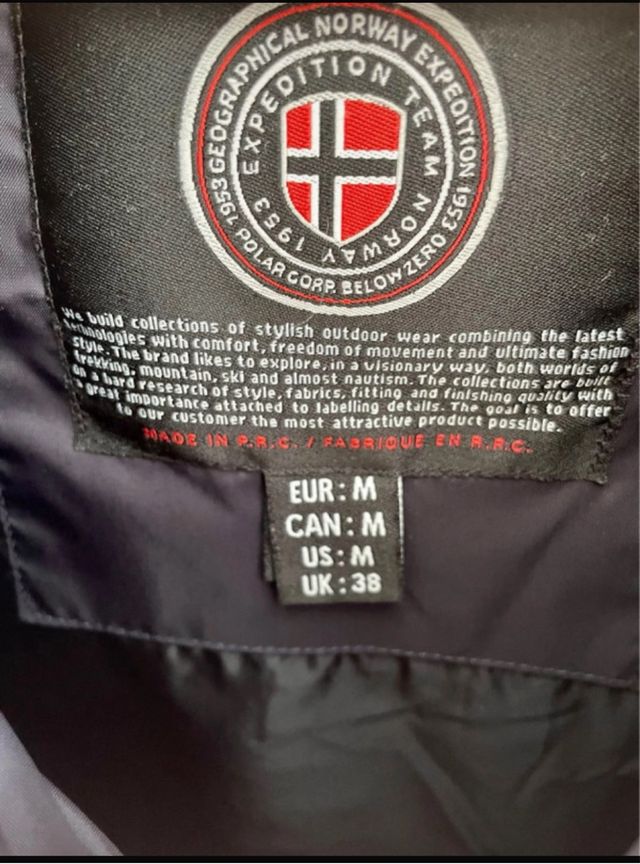 GEOGRAPHICAL NORWAY EXPEDITION 1953
POLAR CORP. BELOW ZERO 1953
EXPEDITION TEAM NORWAY 1953
We build collections of stylish outdoor wear combining the latest
technologies with comfort, freedom of movement and ultimate fashion
style. The brand likes to explore, in a visionary way, both worlds of
trekking, mountain, ski and almost nautism. The collections are built
on a hard research of style, fabrics, fitting and finishing quality with
a great importance attached to labelling details. The goal is to offer
to our customer the most attractive product possible.
MADE IN P.R.C. / FABRIQUE EN R.R.C.
EUR: M
CAN: M
US: M
UK: 38